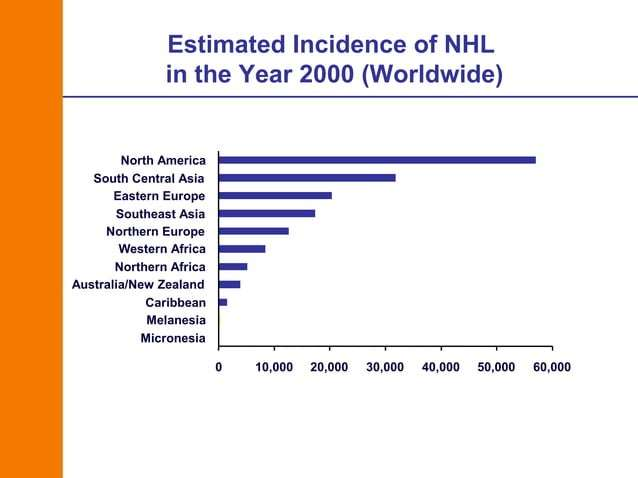 Estimated Incidence of NHL
in the Year 2000 (Worldwide)
North America
South Central Asia
Eastern Europe
Southeast Asia
Northern Europe
Western Africa
Northern Africa
Australia/New Zealand
Caribbean
Melanesia
Micronesia
0 10,000 20,000 30,000 40,000 50,000 60,000